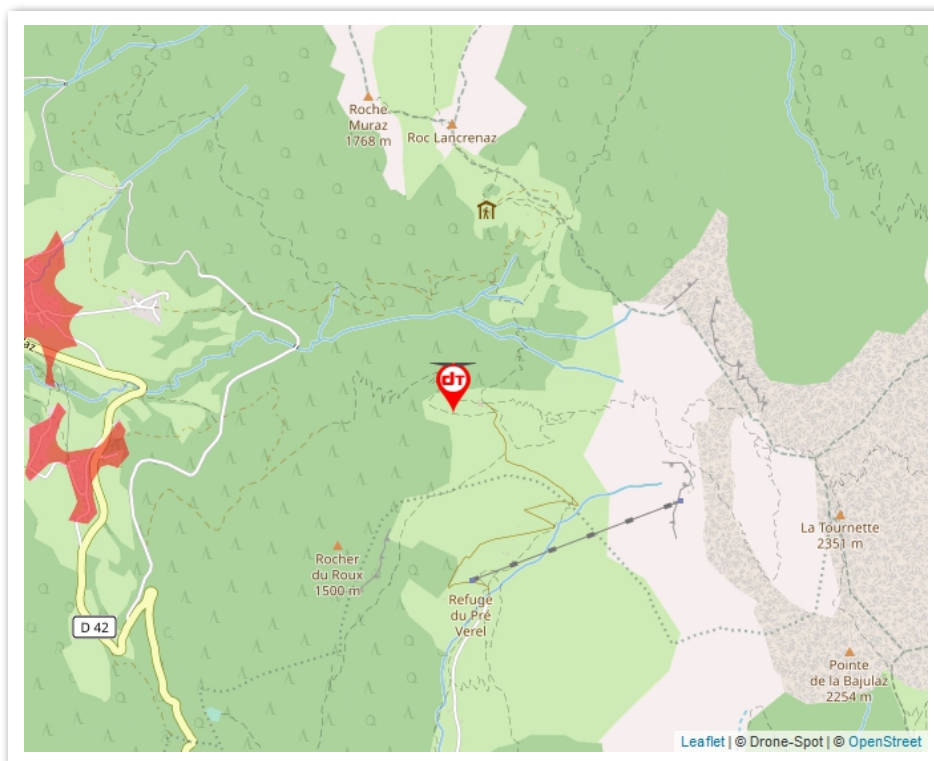 Roche
Muraz
1768 m
Roc Lancrenaz
az
dT
La Tournette
2351 m
Rocher
du Roux
1500 m
Refuge
du Pré
Verel
D 42
Pointe
de la Bajulaz
2254 m
Leaflet | © Drone-Spot | © OpenStreet